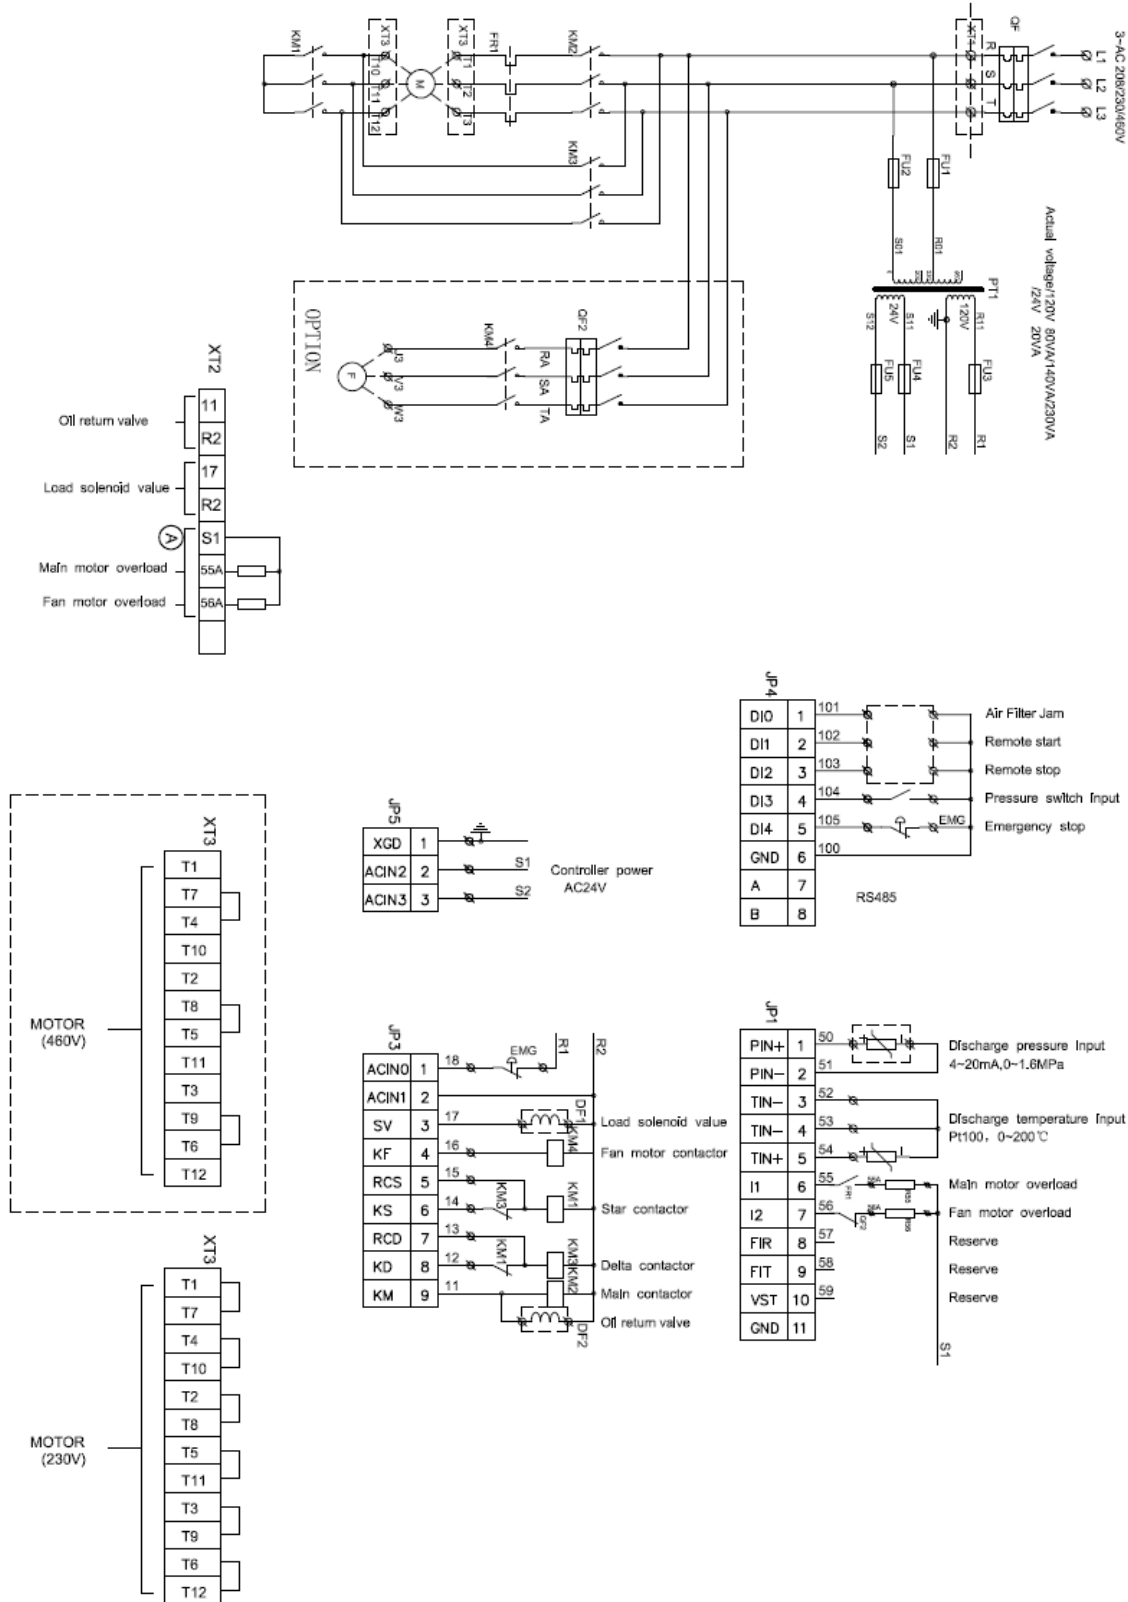 3~AC 208/230/460V
L1
L2
L3
QF
XT4
R
S
T
KM2
FR1
XT3
T1
T2
T3
M
XT3
T10
T11
T12
KM1
KM3
FU1
FU2
R01
S01
PT1
Actual voltage/120V 80VA/140VA/230VA
/24V 20VA
120V
24V
R11
S11
S12
FU3
FU4
FU5
R1
R2
S1
S2
OPTION
QF2
KM4
RA
SA
TA
U3
V3
W3
F
XT2
Oil return valve
11
R2
Load solenoid value
17
R2
A
S1
Main motor overload
55A
Fan motor overload
56A
JP4
DI0 1 101 Air Filter Jam
DI1 2 102 Remote start
DI2 3 103 Remote stop
DI3 4 104 Pressure switch input
DI4 5 105 EMG Emergency stop
GND 6 100
A 7
B 8
RS485
JP5
XGD 1
ACIN2 2 S1
ACIN3 3 S2
Controller power
AC24V
XT3
T1
T7
T4
T10
T2
T8
T5
T11
T3
T9
T6
T12
MOTOR
(460V)
JP3
R1
R2
ACIN0 1 18 EMG
ACIN1 2
SV 3 17 DF1 Load solenoid value
KF 4 16 KM4 Fan motor contactor
RCS 5 15
KS 6 14 KM3 KM1 Star contactor
RCD 7 13
KD 8 12 KM1 KM3 Delta contactor
KM 9 11 KM2 Main contactor
DF2 Oil return valve
JP1
PIN+ 1 50 Discharge pressure input
PIN- 2 51 4~20mA,0~1.6MPa
TIN- 3 52
TIN- 4 53 Discharge temperature input
TIN+ 5 54 Pt100, 0~200℃
I1 6 55 FR1 55A R55 Main motor overload
I2 7 56 QF2 56A R56 Fan motor overload
FIR 8 57 Reserve
FIT 9 58 Reserve
VST 10 59 Reserve
GND 11
S1
XT3
T1
T7
T4
T10
T2
T8
T5
T11
T3
T9
T6
T12
MOTOR
(230V)